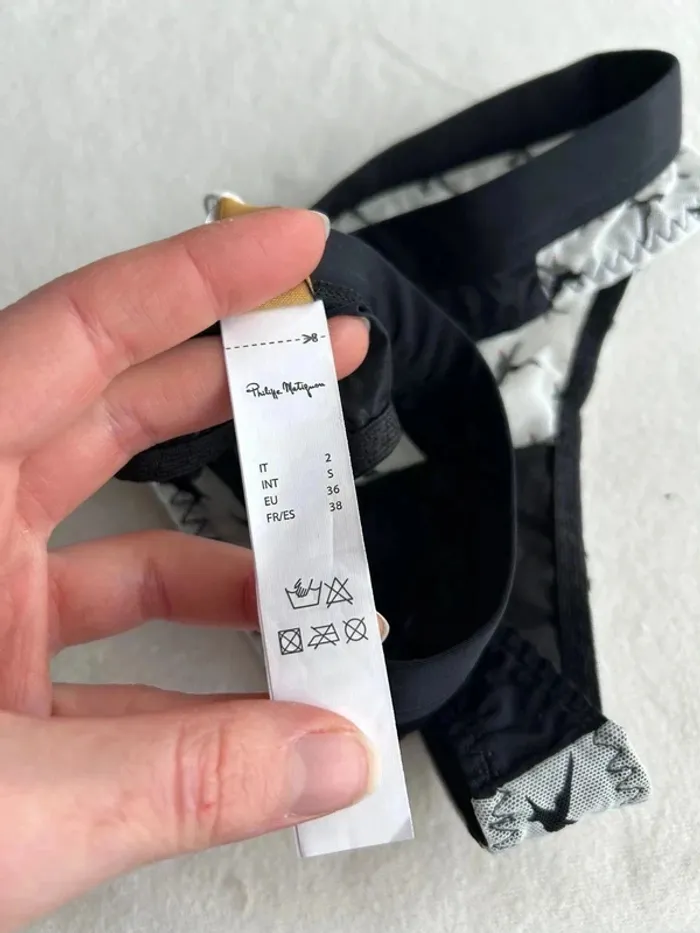 Philippe Matignon
IT 2
INT S
EU 36
FR/ES 38